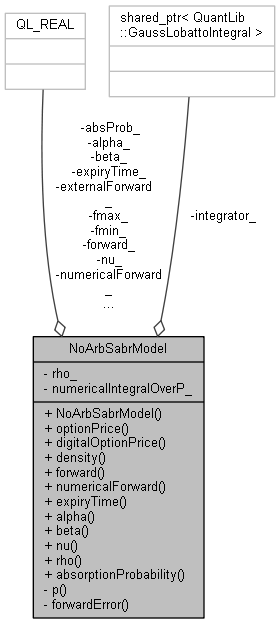 QL_REAL
shared_ptr< QuantLib
::GaussLobattoIntegral >
-absProb_
-alpha_
-beta_
-expiryTime_
-externalForward
_
-fmax_
-fmin_
-forward_
-nu_
-numericalForward
_
...
-integrator_
NoArbSabrModel
- rho_
- numericalIntegralOverP_
+ NoArbSabrModel()
+ optionPrice()
+ digitalOptionPrice()
+ density()
+ forward()
+ numericalForward()
+ expiryTime()
+ alpha()
+ beta()
+ nu()
+ rho()
+ absorptionProbability()
- p()
- forwardError()